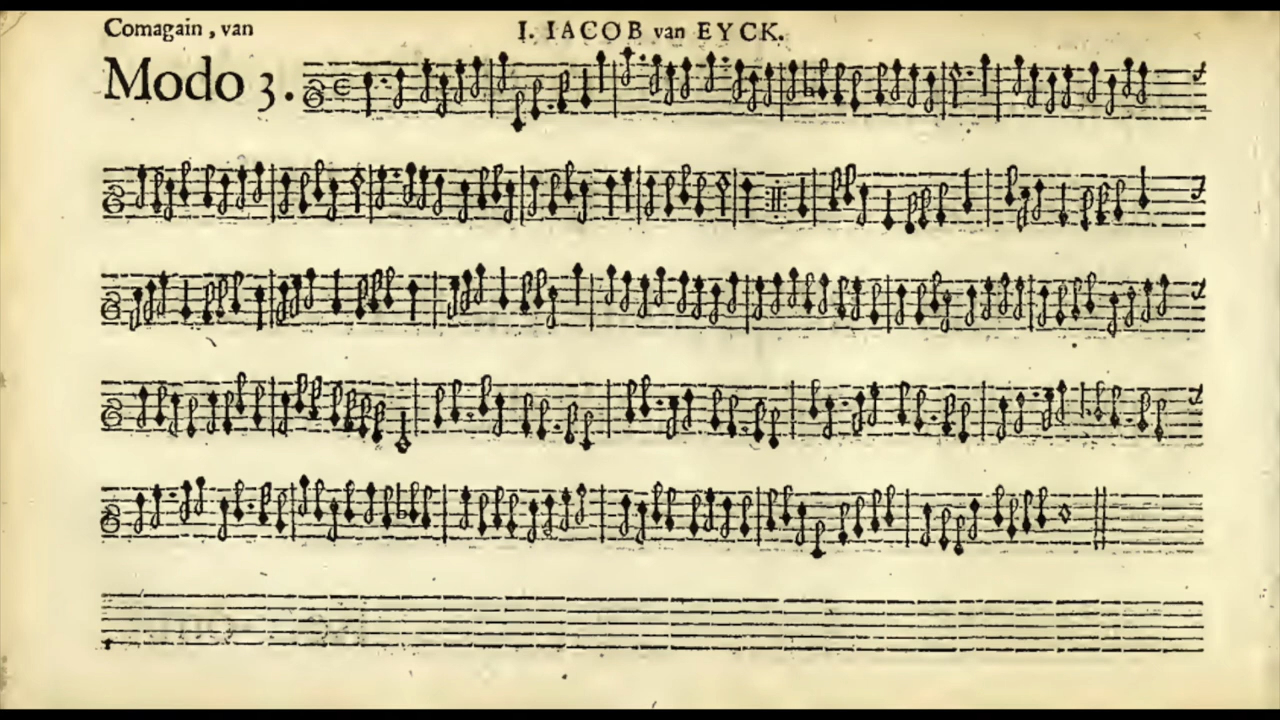 Comagain, van
I. IACOB van EYCK.
Modo 3.